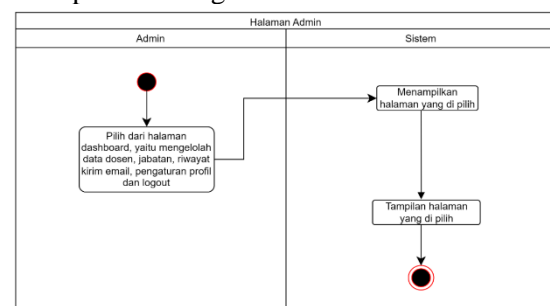 Halaman Admin
Admin
Sistem
Pilih dari halaman
dashboard, yaitu mengelolah
data dosen, jabatan, riwayat
kirim email, pengaturan profil
dan logout
Menampilkan
halaman yang di pilih
Tampilan halaman
yang di pilih